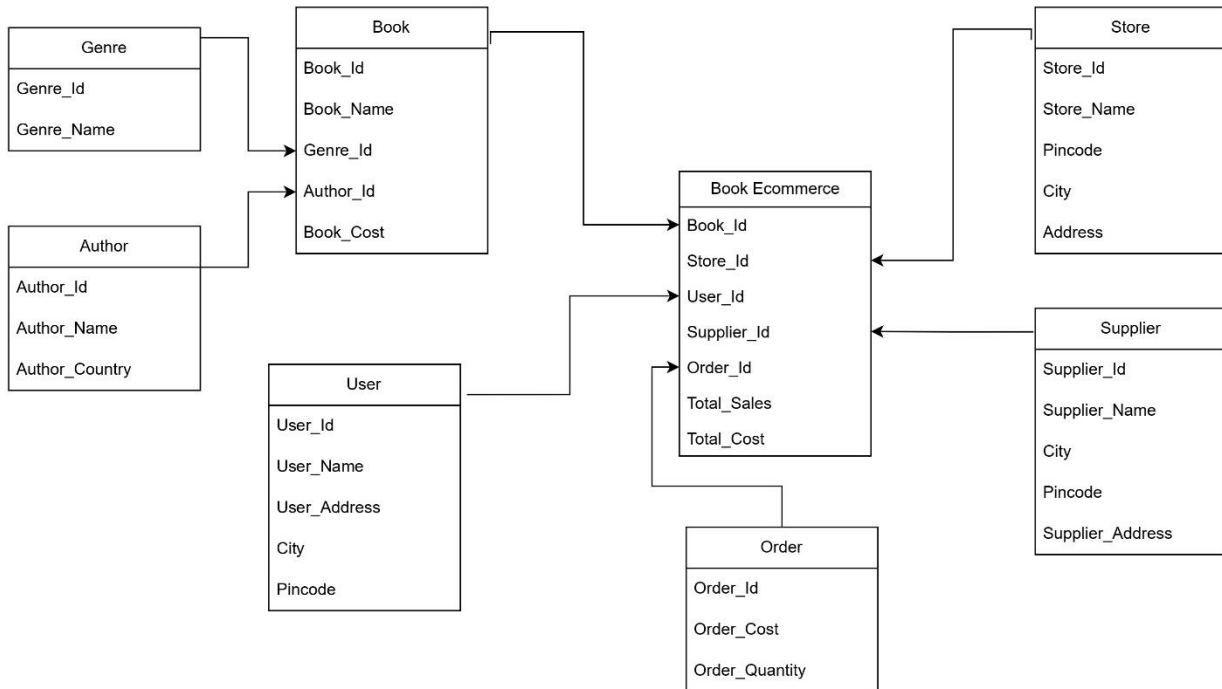 Genre
Genre_Id
Genre_Name
Author
Author_Id
Author_Name
Author_Country
Book
Book_Id
Book_Name
Genre_Id
Author_Id
Book_Cost
User
User_Id
User_Name
User_Address
City
Pincode
Book Ecommerce
Book_Id
Store_Id
User_Id
Supplier_Id
Order_Id
Total_Sales
Total_Cost
Order
Order_Id
Order_Cost
Order_Quantity
Store
Store_Id
Store_Name
Pincode
City
Address
Supplier
Supplier_Id
Supplier_Name
City
Pincode
Supplier_Address